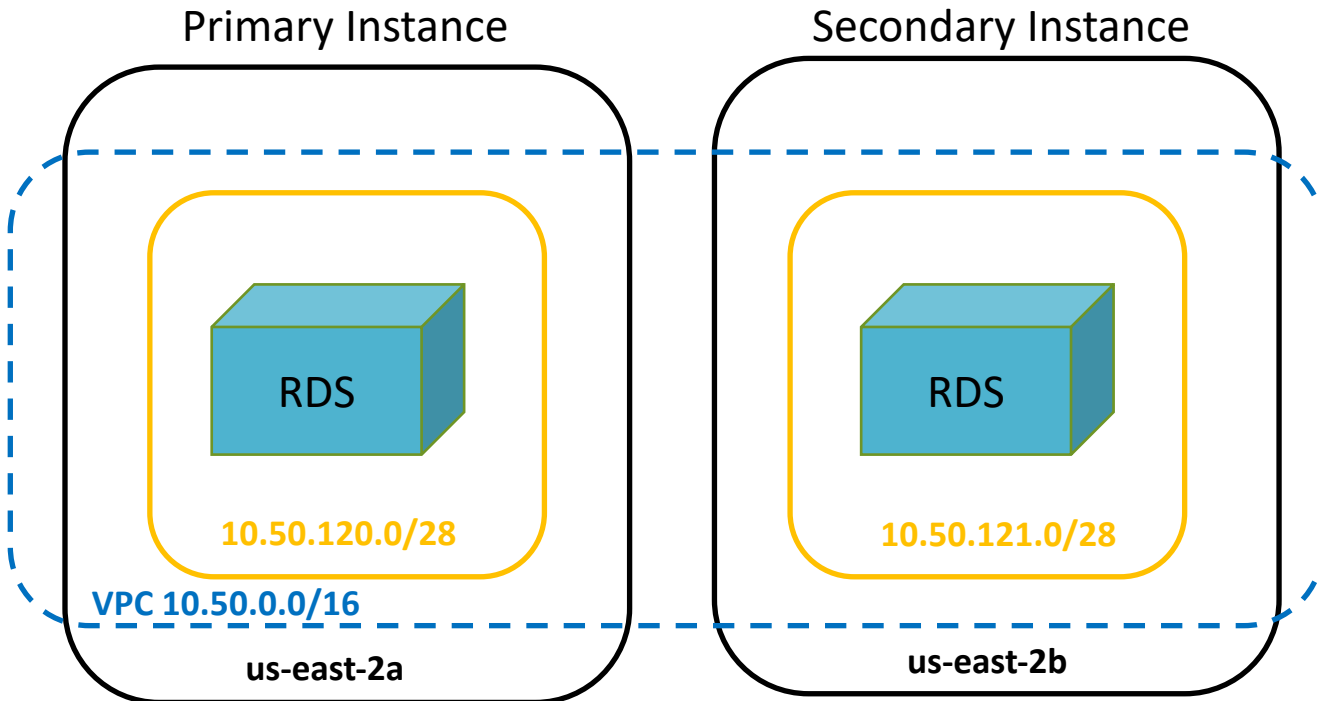 Primary Instance
Secondary Instance
RDS
RDS
10.50.120.0/28
10.50.121.0/28
VPC 10.50.0.0/16
us-east-2a
us-east-2b